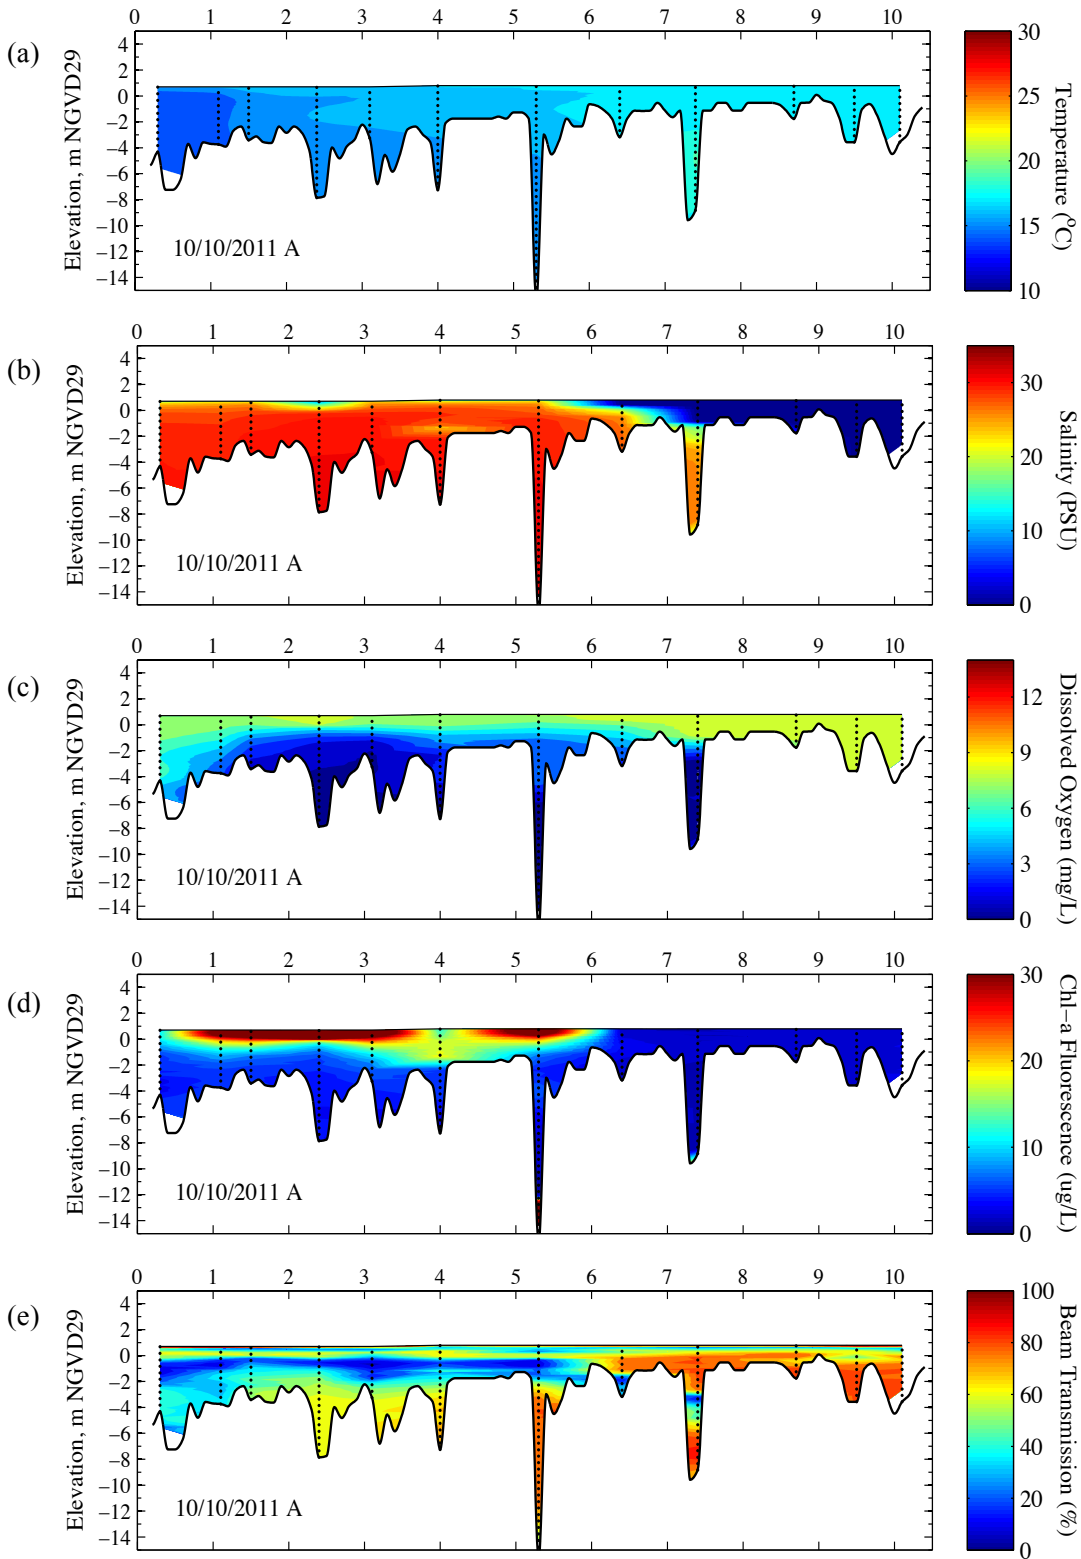 0 1 2 3 4 5 6 7 8 9 10
(a)
4
2
0
−2
−4
−6
−8
−10
−12
−14
Elevation, m NGVD29
10/10/2011 A
30
25
20
15
10
Temperature (°C)
0 1 2 3 4 5 6 7 8 9 10
(b)
4
2
0
−2
−4
−6
−8
−10
−12
−14
Elevation, m NGVD29
10/10/2011 A
30
20
10
0
Salinity (PSU)
0 1 2 3 4 5 6 7 8 9 10
(c)
4
2
0
−2
−4
−6
−8
−10
−12
−14
Elevation, m NGVD29
10/10/2011 A
12
9
6
3
0
Dissolved Oxygen (mg/L)
0 1 2 3 4 5 6 7 8 9 10
(d)
4
2
0
−2
−4
−6
−8
−10
−12
−14
Elevation, m NGVD29
10/10/2011 A
30
20
10
0
Chl−a Fluorescence (ug/L)
0 1 2 3 4 5 6 7 8 9 10
(e)
4
2
0
−2
−4
−6
−8
−10
−12
−14
Elevation, m NGVD29
10/10/2011 A
100
80
60
40
20
0
Beam Transmission (%)